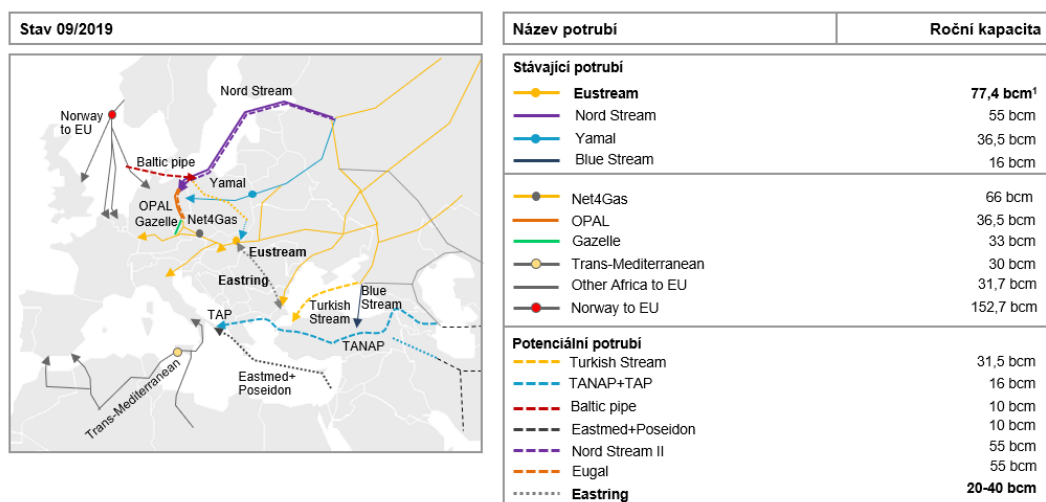 Stav 09/2019
Nord Stream
Norway
to EU
Baltic pipe
Yamal
OPAL
Gazelle
Net4Gas
Eustream
Eastring
Blue
Stream
Turkish
Stream
TAP
TANAP
Eastmed+
Poseidon
Trans-Mediterranean
Název potrubí Roční kapacita
Stávající potrubí
Eustream 77,4 bcm¹
Nord Stream 55 bcm
Yamal 36,5 bcm
Blue Stream 16 bcm
Net4Gas 66 bcm
OPAL 36,5 bcm
Gazelle 33 bcm
Trans-Mediterranean 30 bcm
Other Africa to EU 31,7 bcm
Norway to EU 152,7 bcm
Potenciální potrubí
Turkish Stream 31,5 bcm
TANAP+TAP 16 bcm
Baltic pipe 10 bcm
Eastmed+Poseidon 10 bcm
Nord Stream II 55 bcm
Eugal 55 bcm
Eastring 20-40 bcm